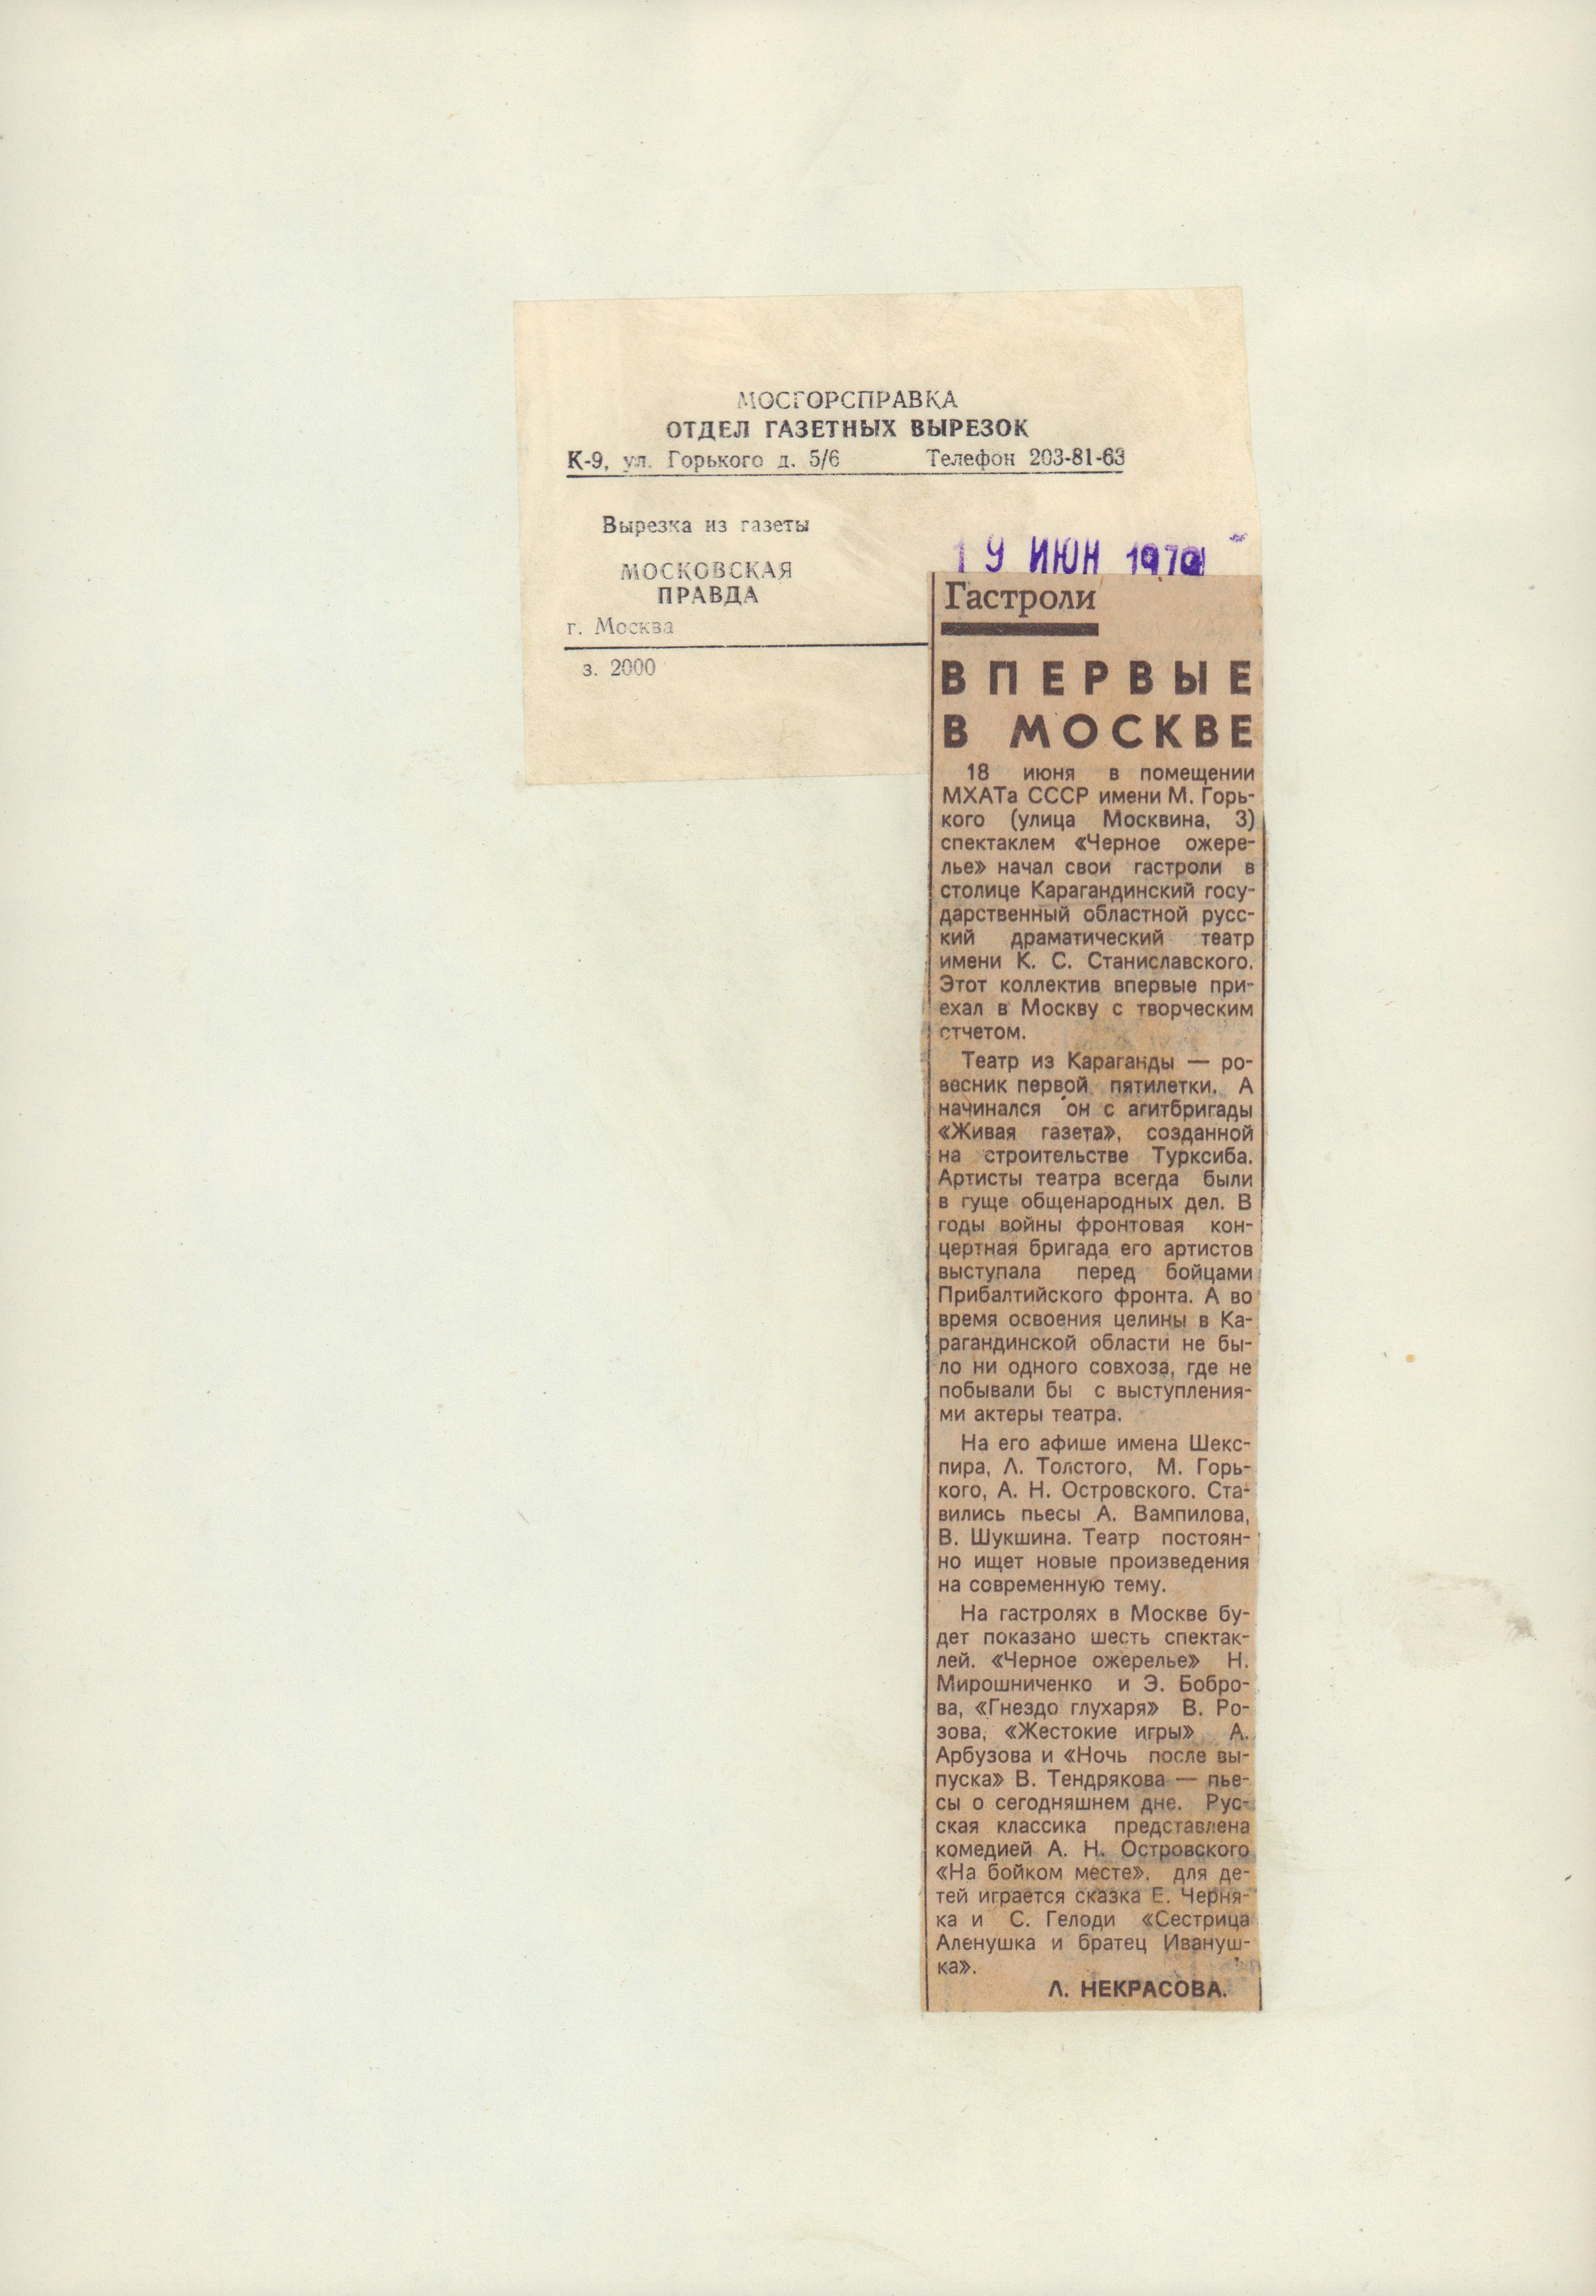 МОСГОРСПРАВКА
ОТДЕЛ ГАЗЕТНЫХ ВЫРЕЗОК
К-9, ул. Горького д. 5/6 Телефон 203-81-63
Вырезка из газеты
МОСКОВСКАЯ
ПРАВДА
г. Москва
з. 2000
19 ИЮН
Гастроли
ВПЕРВЫЕ
В МОСКВЕ
18 июня в помещении
МХАТа СССР имени М. Горь-
кого (улица Москвина, 3)
спектаклем «Черное ожере-
лье» начал свои гастроли в
столице Карагандинский госу-
дарственный областной русс-
кий драматический театр
имени К. С. Станиславского.
Этот коллектив впервые при-
ехал в Москву с творческим
отчетом.
Театр из Караганды — ро-
весник первой пятилетки. А
начинался он с агитбригады
«Живая газета», созданной
на строительстве Турксиба.
Артисты театра всегда были
в гуще общенародных дел. В
годы войны фронтовая кон-
цертная бригада его артистов
выступала перед бойцами
Прибалтийского фронта. А во
время освоения целины в Ка-
рагандинской области не бы-
ло ни одного совхоза, где не
побывали бы с выступления-
ми актеры театра.
На его афише имена Шекс-
пира, Л. Толстого, М. Горь-
кого, А. Н. Островского. Ста-
вились пьесы А. Вампилова,
В. Шукшина. Театр постоян-
но ищет новые произведения
на современную тему.
На гастролях в Москве бу-
дет показано шесть спектак-
лей. «Черное ожерелье» Н.
Мирошниченко и Э. Бобро-
ва, «Гнездо глухаря» В. Ро-
зова, «Жестокие игры» А.
Арбузова и «Ночь после вы-
пуска» В. Тендрякова — пье-
сы о сегодняшнем дне. Рус-
ская классика представлена
комедией А. Н. Островского
«На бойком месте». для де-
тей играется сказка Е. Черня-
ка и С. Гелоди «Сестрица
Аленушка и братец Ивануш-
ка».
Л. НЕКРАСОВА.